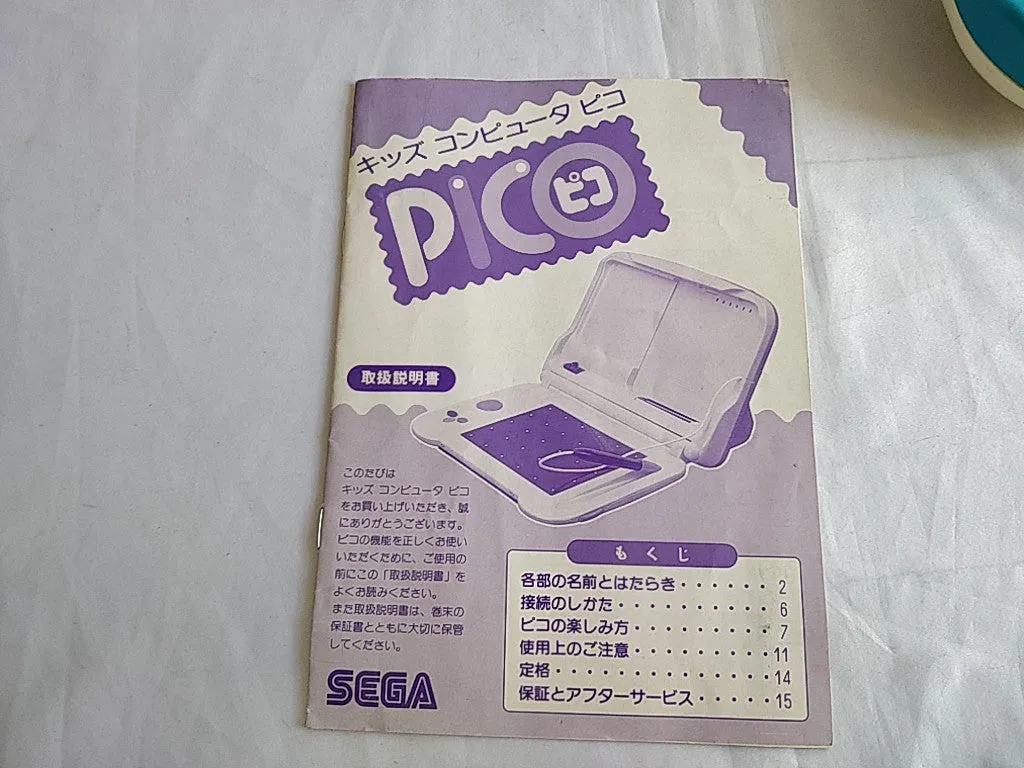 キッズ コンピュータ ピコ
PICO
ピコ
取扱説明書
このたびは
キッズ コンピュータ ピコ
をお買い上げいただき、誠
にありがとうございます。
ピコの機能を正しくお使い
いただくために、ご使用の
前にこの「取扱説明書」を
よくお読みください。
また取扱説明書は、巻末の
保証書とともに大切に保管
してください。
SEGA
もくじ
各部の名前とはたらき・・・・・・2
接続のしかた・・・・・・・・・6
ピコの楽しみ方・・・・・・・・7
使用上のご注意・・・・・・・・11
定格・・・・・・・・・・・・・14
保証とアフターサービス・・・・・15